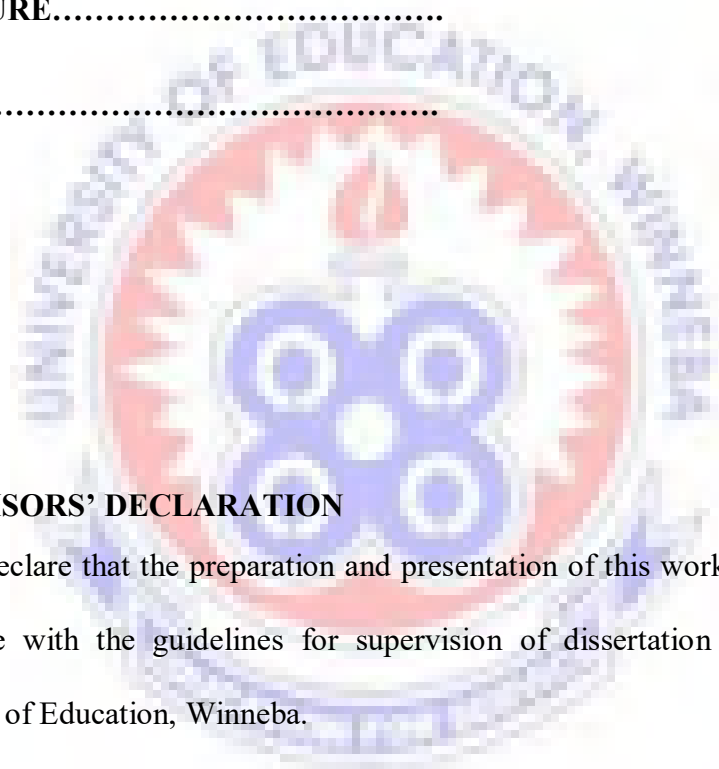 URE……………………………….
……………………………………….
UNIVERSITY OF EDUCATION, WINNEBA
ISORS’ DECLARATION
eclare that the preparation and presentation of this work
e with the guidelines for supervision of dissertation
of Education, Winneba.